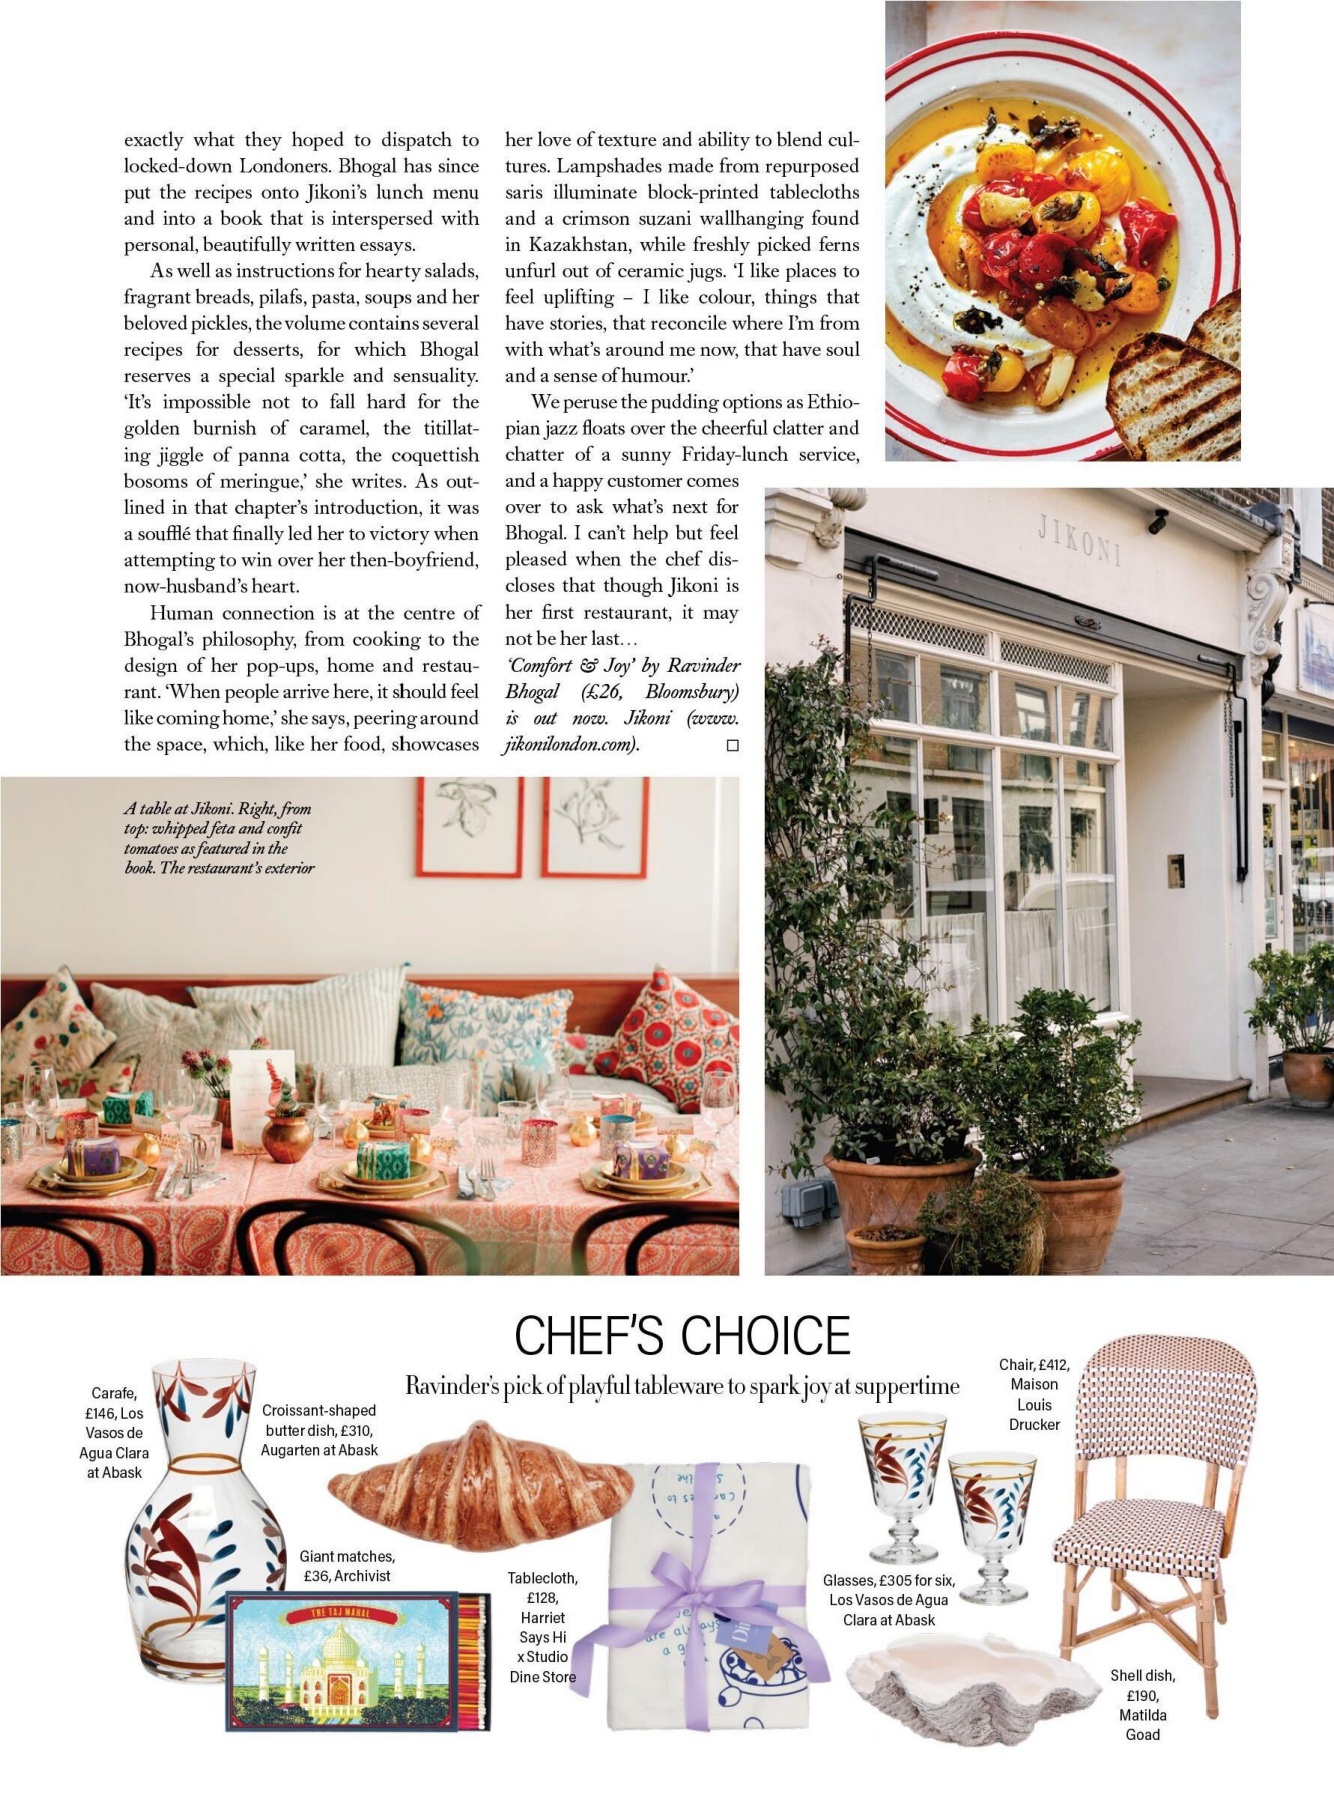 exactly what they hoped to dispatch to
locked-down Londoners. Bhogal has since
put the recipes onto Jikoni’s lunch menu
and into a book that is interspersed with
personal, beautifully written essays.
As well as instructions for hearty salads,
fragrant breads, pilafs, pasta, soups and her
beloved pickles, the volume contains several
recipes for desserts, for which Bhogal
reserves a special sparkle and sensuality.
‘It’s impossible not to fall hard for the
golden burnish of caramel, the titillat-
ing jiggle of panna cotta, the coquettish
bosoms of meringue,’ she writes. As out-
lined in that chapter’s introduction, it was
a soufflé that finally led her to victory when
attempting to win over her then-boyfriend,
now-husband’s heart.
Human connection is at the centre of
Bhogal’s philosophy, from cooking to the
design of her pop-ups, home and restau-
rant. ‘When people arrive here, it should feel
like coming home,’ she says, peering around
the space, which, like her food, showcases
her love of texture and ability to blend cul-
tures. Lampshades made from repurposed
saris illuminate block-printed tablecloths
and a crimson suzani wallhanging found
in Kazakhstan, while freshly picked ferns
unfurl out of ceramic jugs. ‘I like places to
feel uplifting – I like colour, things that
have stories, that reconcile where I’m from
with what’s around me now, that have soul
and a sense of humour.’
We peruse the pudding options as Ethio-
pian jazz floats over the cheerful clatter and
chatter of a sunny Friday-lunch service,
and a happy customer comes
over to ask what’s next for
Bhogal. I can’t help but feel
pleased when the chef dis-
closes that though Jikoni is
her first restaurant, it may
not be her last…
‘Comfort & Joy’ by Ravinder
Bhogal (£26, Bloomsbury)
is out now. Jikoni (www.
jikonilondon.com). □
JIKONI
A table at Jikoni. Right, from
top: whipped feta and confit
tomatoes as featured in the
book. The restaurant’s exterior
CHEF’S CHOICE
Ravinder’s pick of playful tableware to spark joy at suppertime
Carafe,
£146, Los
Vasos de
Agua Clara
at Abask
Croissant-shaped
butter dish, £310,
Augarten at Abask
Giant matches,
£36, Archivist
THE TAJ MAHAL
Tablecloth,
£128,
Harriet
Says Hi
x Studio
Dine Store
are always
a g
Glasses, £305 for six,
Los Vasos de Agua
Clara at Abask
Chair, £412,
Maison
Louis
Drucker
Shell dish,
£190,
Matilda
Goad